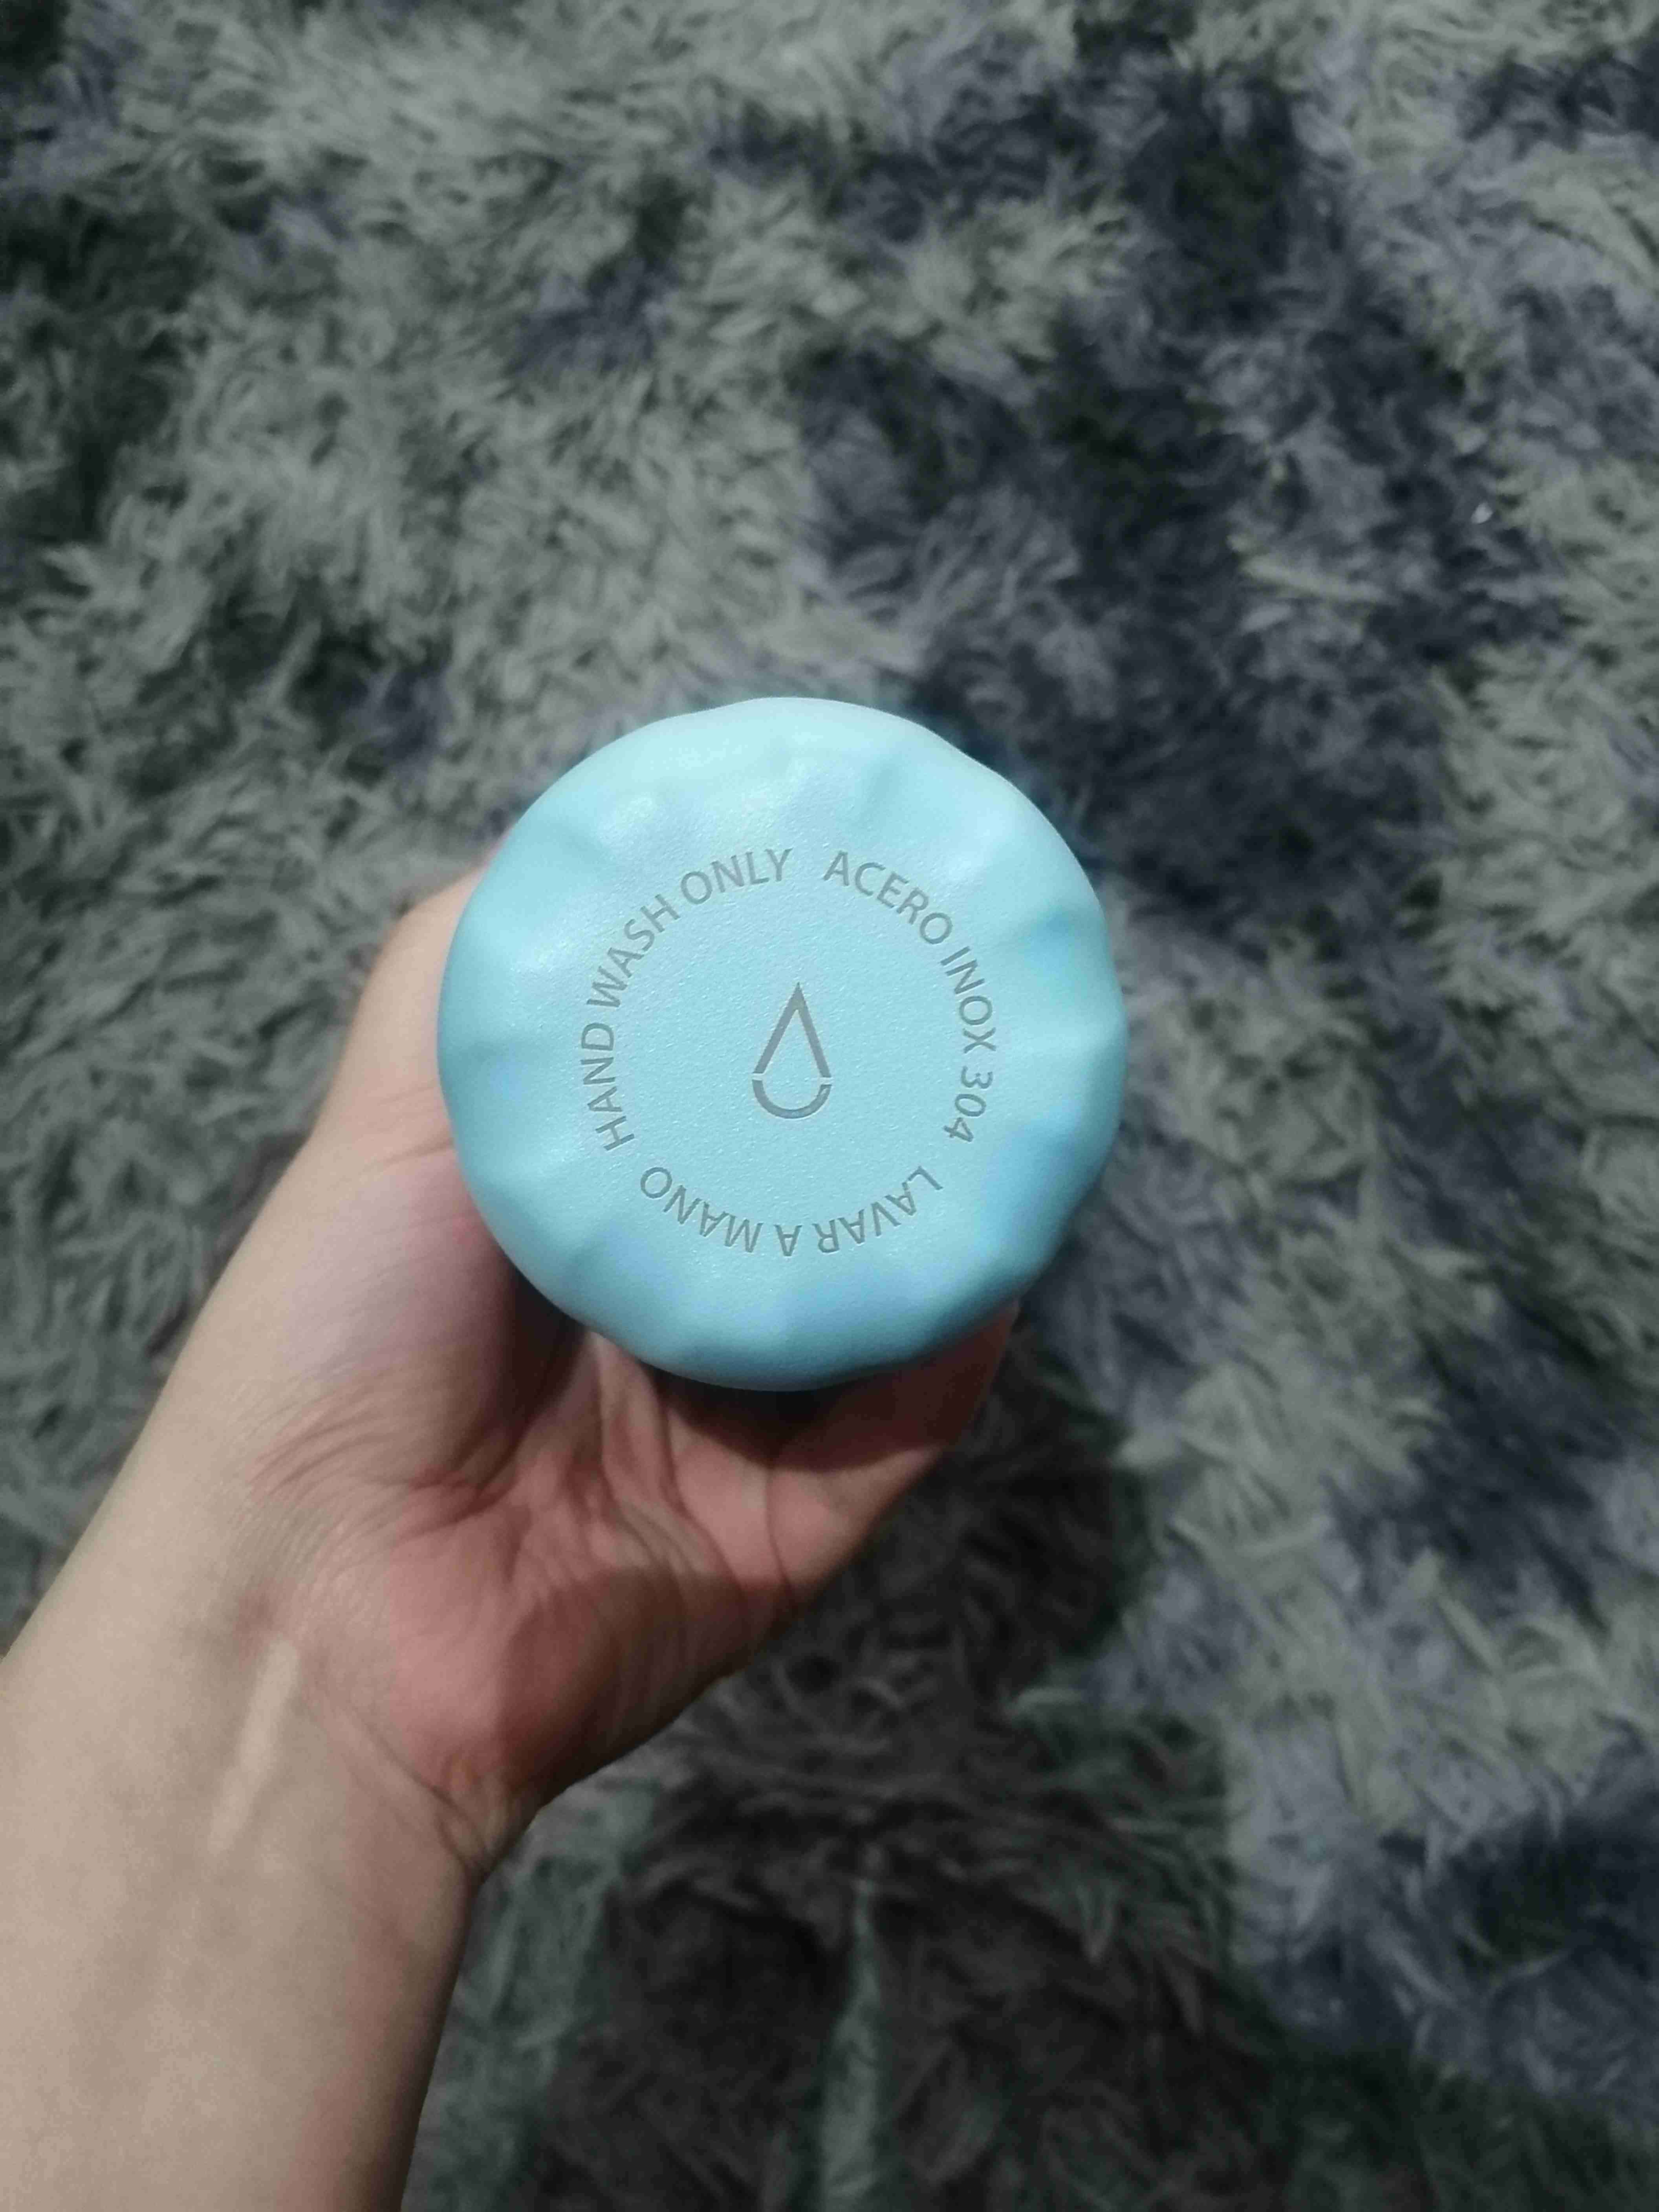 HAND WASH ONLY
ACERO INOX 304
LAVAR A MANO